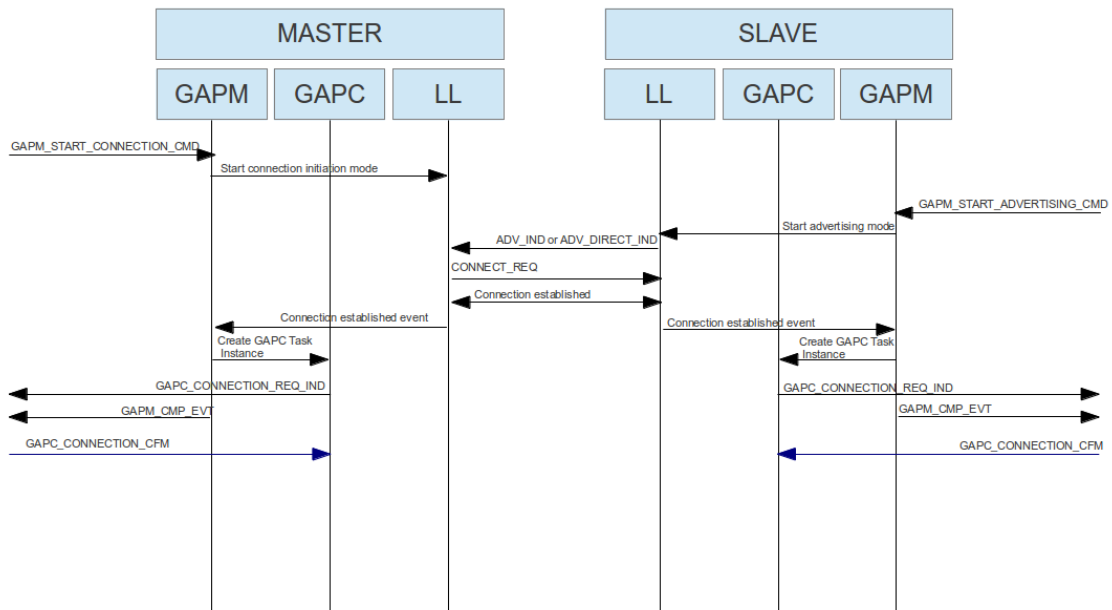 MASTER
SLAVE
GAPM
GAPC
LL
LL
GAPC
GAPM
GAPM_START_CONNECTION_CMD
Start connection initiation mode
GAPM_START_ADVERTISING_CMD
Start advertising mode
ADV_IND or ADV_DIRECT_IND
CONNECT_REQ
Connection established
Connection established event
Connection established event
Create GAPC Task
Instance
Create GAPC Task
Instance
GAPC_CONNECTION_REQ_IND
GAPC_CONNECTION_REQ_IND
GAPM_CMP_EVT
GAPM_CMP_EVT
GAPC_CONNECTION_CFM
GAPC_CONNECTION_CFM